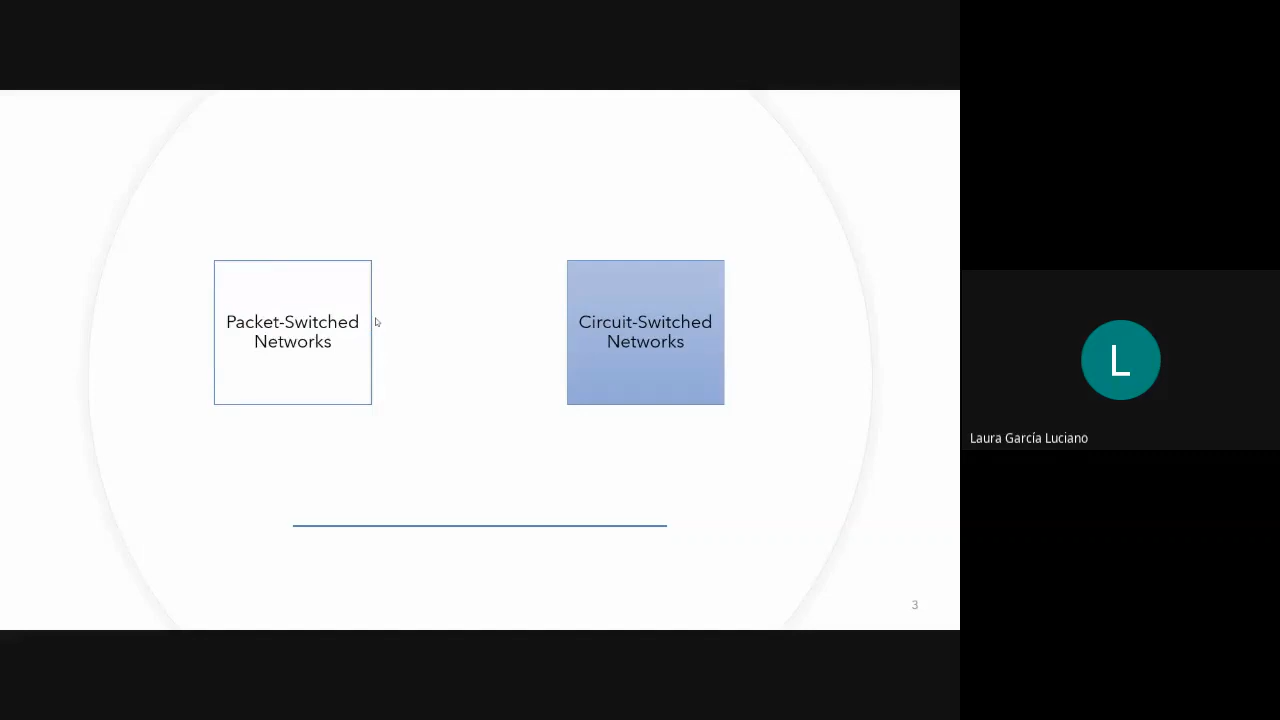 Packet-Switched
Networks
Circuit-Switched
Networks
3
L
Laura García Luciano